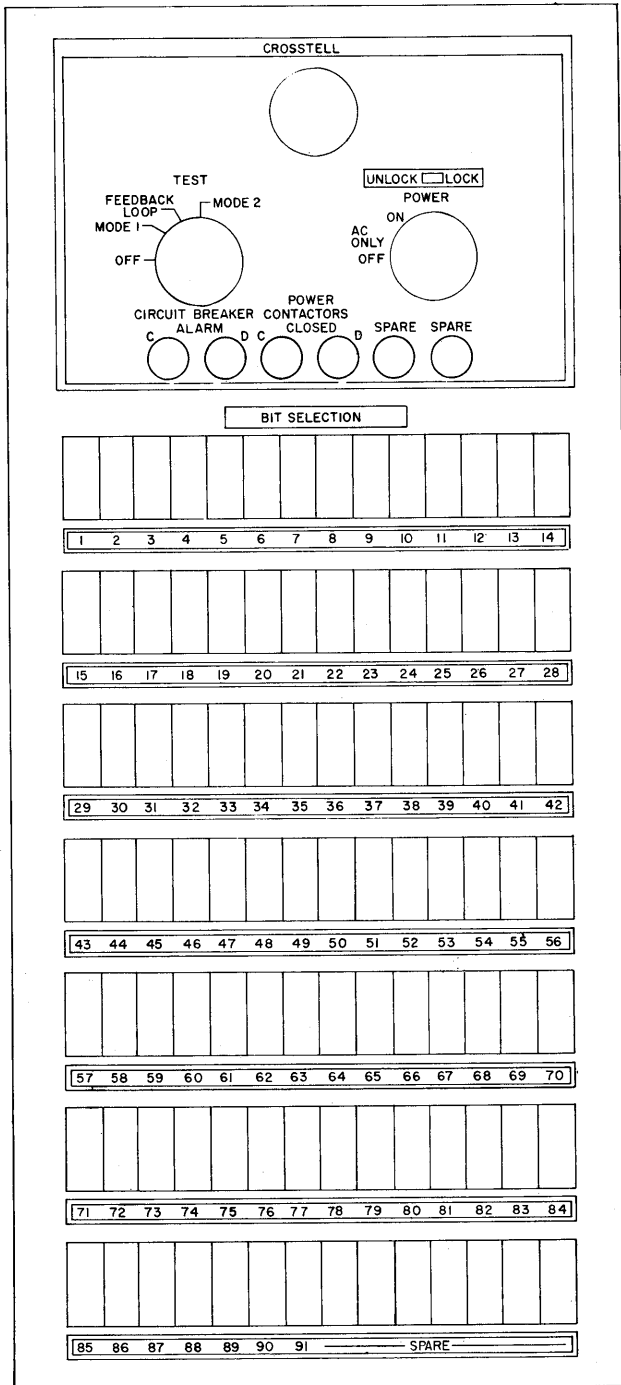 CROSSTELL
TEST
FEEDBACK
LOOP
MODE 2
MODE 1
OFF
UNLOCK LOCK
POWER
ON
AC
ONLY
OFF
CIRCUIT BREAKER
ALARM
C D
POWER
CONTACTORS
CLOSED
C D
SPARE SPARE
BIT SELECTION
1 2 3 4 5 6 7 8 9 10 11 12 13 14
15 16 17 18 19 20 21 22 23 24 25 26 27 28
29 30 31 32 33 34 35 36 37 38 39 40 41 42
43 44 45 46 47 48 49 50 51 52 53 54 55 56
57 58 59 60 61 62 63 64 65 66 67 68 69 70
71 72 73 74 75 76 77 78 79 80 81 82 83 84
85 86 87 88 89 90 91 SPARE